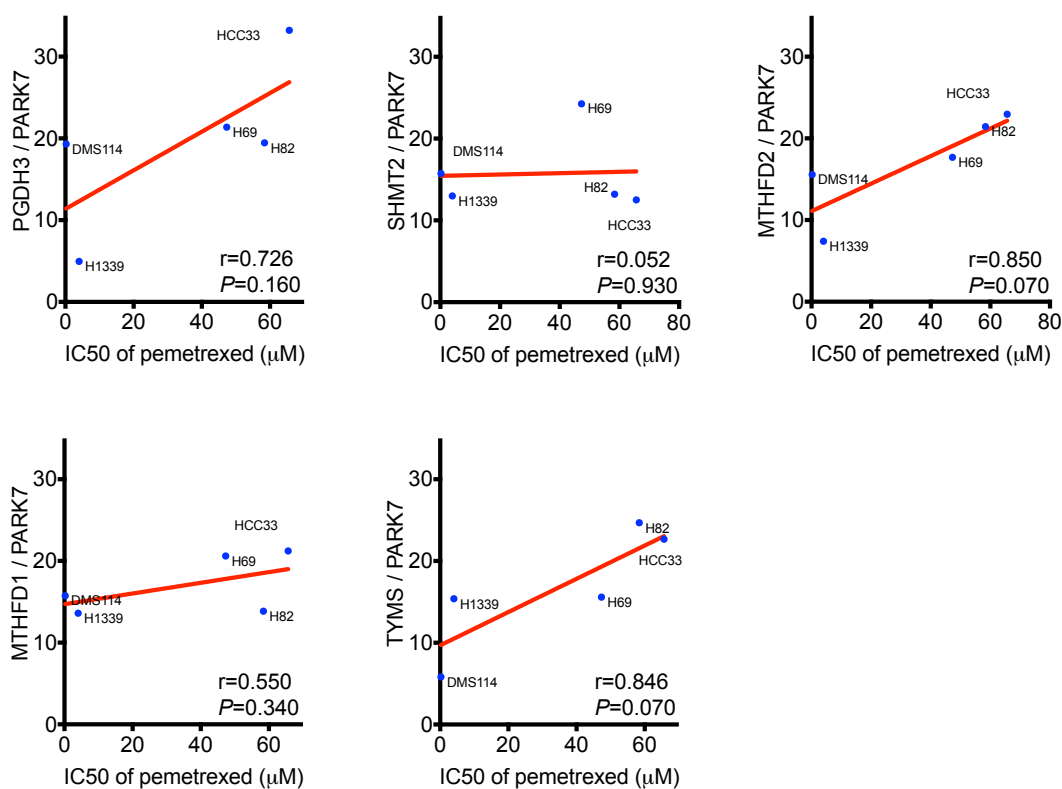 PGDH3 / PARK7
30
20
10
0
HCC33
DMS114
H69
H82
H1339
r=0.726
P=0.160
0 20 40 60
IC50 of pemetrexed (μM)
SHMT2 / PARK7
30
20
10
0
H69
DMS114
H1339
H82
HCC33
r=0.052
P=0.930
0 20 40 60 80
IC50 of pemetrexed (μM)
MTHFD2 / PARK7
30
20
10
0
HCC33
H82
H69
DMS114
H1339
r=0.850
P=0.070
0 20 40 60 80
IC50 of pemetrexed (μM)
MTHFD1 / PARK7
30
20
10
0
HCC33
H69
DMS114
H1339
H82
r=0.550
P=0.340
0 20 40 60
IC50 of pemetrexed (μM)
TYMS / PARK7
30
20
10
0
H82
HCC33
H1339
H69
DMS114
r=0.846
P=0.070
0 20 40 60
IC50 of pemetrexed (μM)